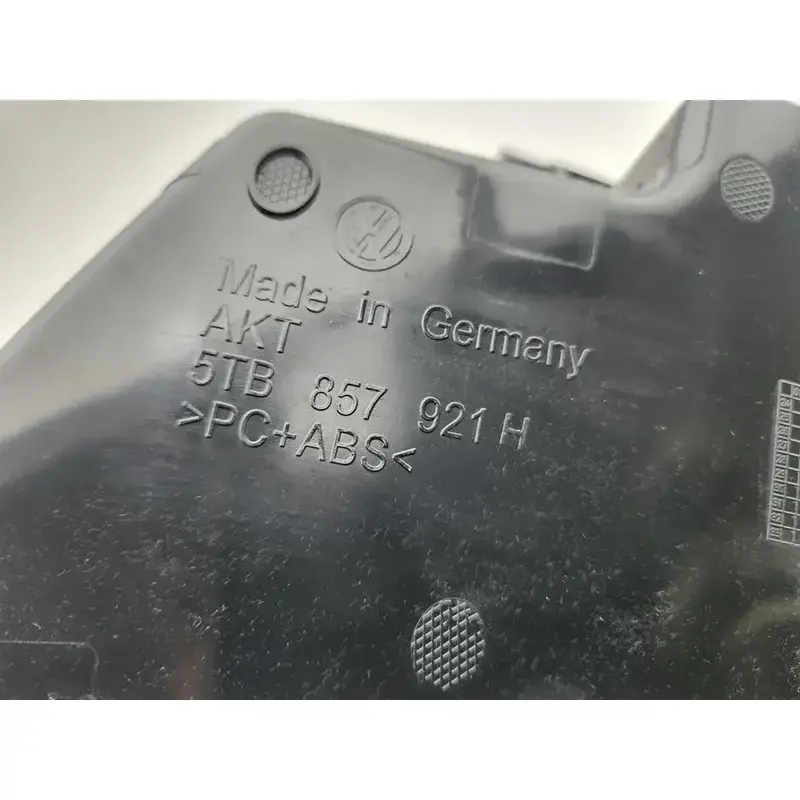 Made in Germany
AKT
5TB 857 921 H
>PC+ABS<